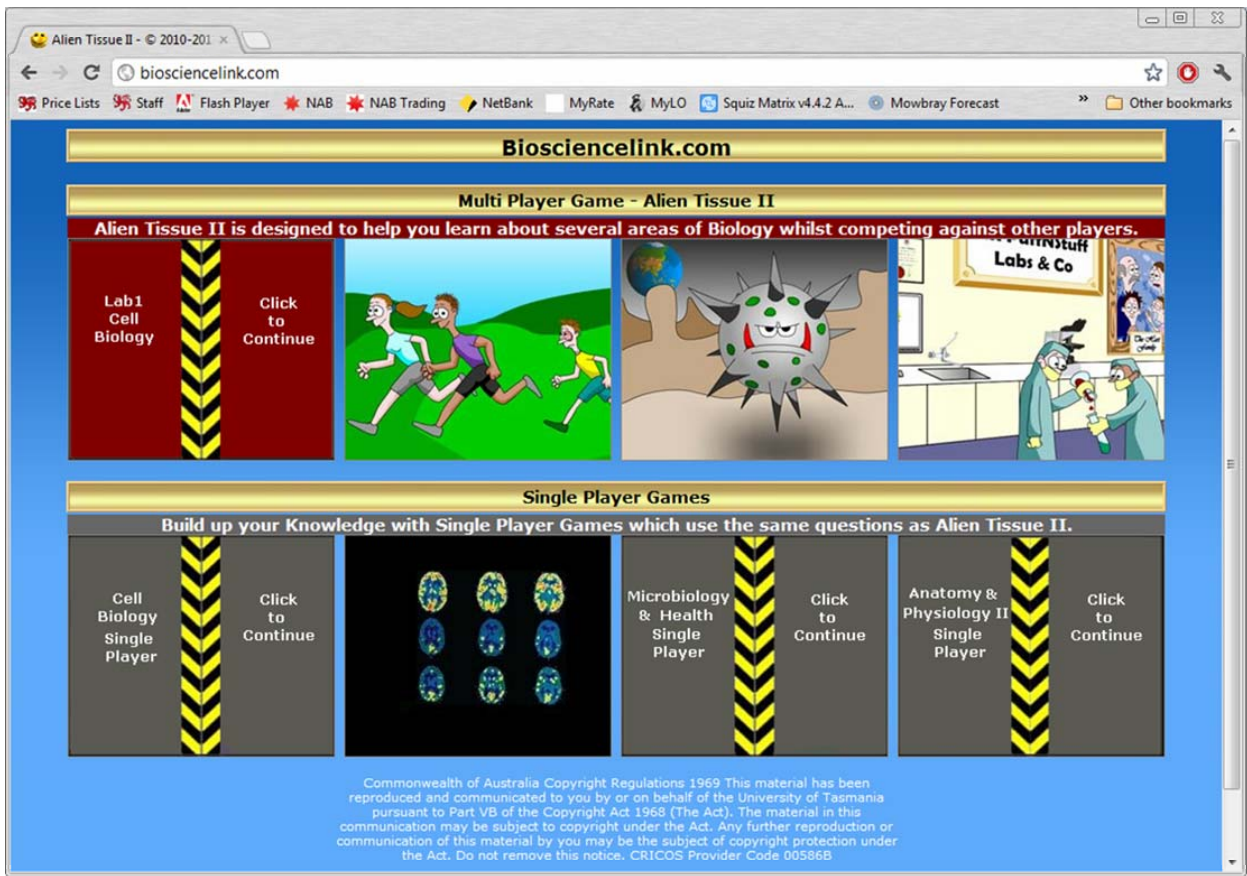 Alien Tissue II - © 2010-201
biosciencelink.com
Price Lists Staff Flash Player NAB NAB Trading NetBank MyRate MyLO Squiz Matrix v4.4.2 A... Mowbray Forecast » Other bookmarks
Biosciencelink.com
Multi Player Game - Alien Tissue II
Alien Tissue II is designed to help you learn about several areas of Biology whilst competing against other players.
Lab1
Cell
Biology
Click
to
Continue
Labs & Co
Single Player Games
Build up your Knowledge with Single Player Games which use the same questions as Alien Tissue II.
Cell
Biology
Single
Player
Click
to
Continue
Microbiology
& Health
Single
Player
Click
to
Continue
Anatomy &
Physiology II
Single
Player
Click
to
Continue
Commonwealth of Australia Copyright Regulations 1969 This material has been
reproduced and communicated to you by or on behalf of the University of Tasmania
pursuant to Part VB of the Copyright Act 1968 (The Act). The material in this
communication may be subject to copyright under the Act. Any further reproduction or
communication of this material by you may be the subject of copyright protection under
the Act. Do not remove this notice. CRICOS Provider Code 00586B